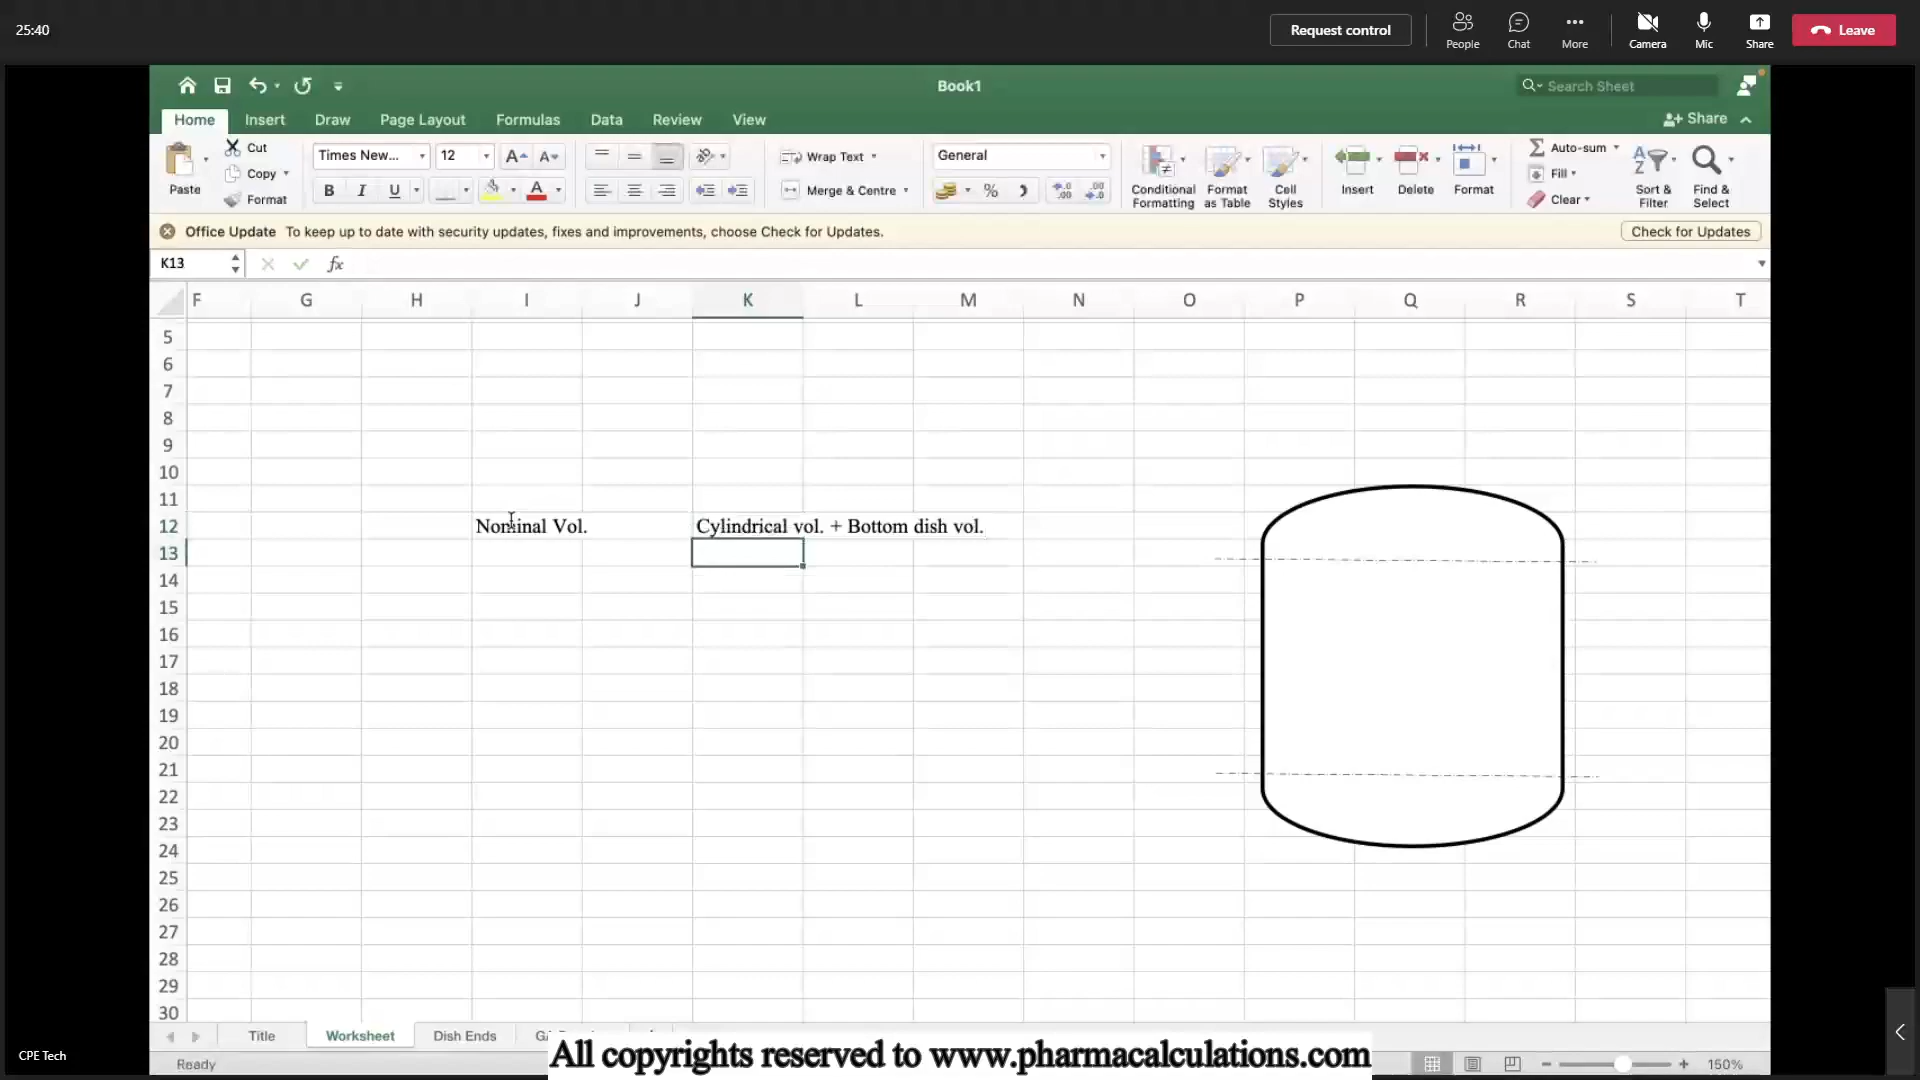 25:40
Request control
People
Chat
More
Camera
Mic
Share
Leave
Book1
Search Sheet
Home
Insert
Draw
Page Layout
Formulas
Data
Review
View
Share
Paste
Cut
Copy
Format
Times New...
12
B
I
U
A
Wrap Text
Merge & Centre
General
%
Conditional
Formatting
Format
as Table
Cell
Styles
Insert
Delete
Format
Auto-sum
Fill
Clear
Sort &
Filter
Find &
Select
Office Update To keep up to date with security updates, fixes and improvements, choose Check for Updates.
Check for Updates
K13
fx
F G H I J K L M N O P Q R S T
5
6
7
8
9
10
11
12 Nominal Vol. Cylindrical vol. + Bottom dish vol.
13
14
15
16
17
18
19
20
21
22
23
24
25
26
27
28
29
30
Title
Worksheet
Dish Ends
CPE Tech
Ready
All copyrights reserved to www.pharmacalculations.com
150%